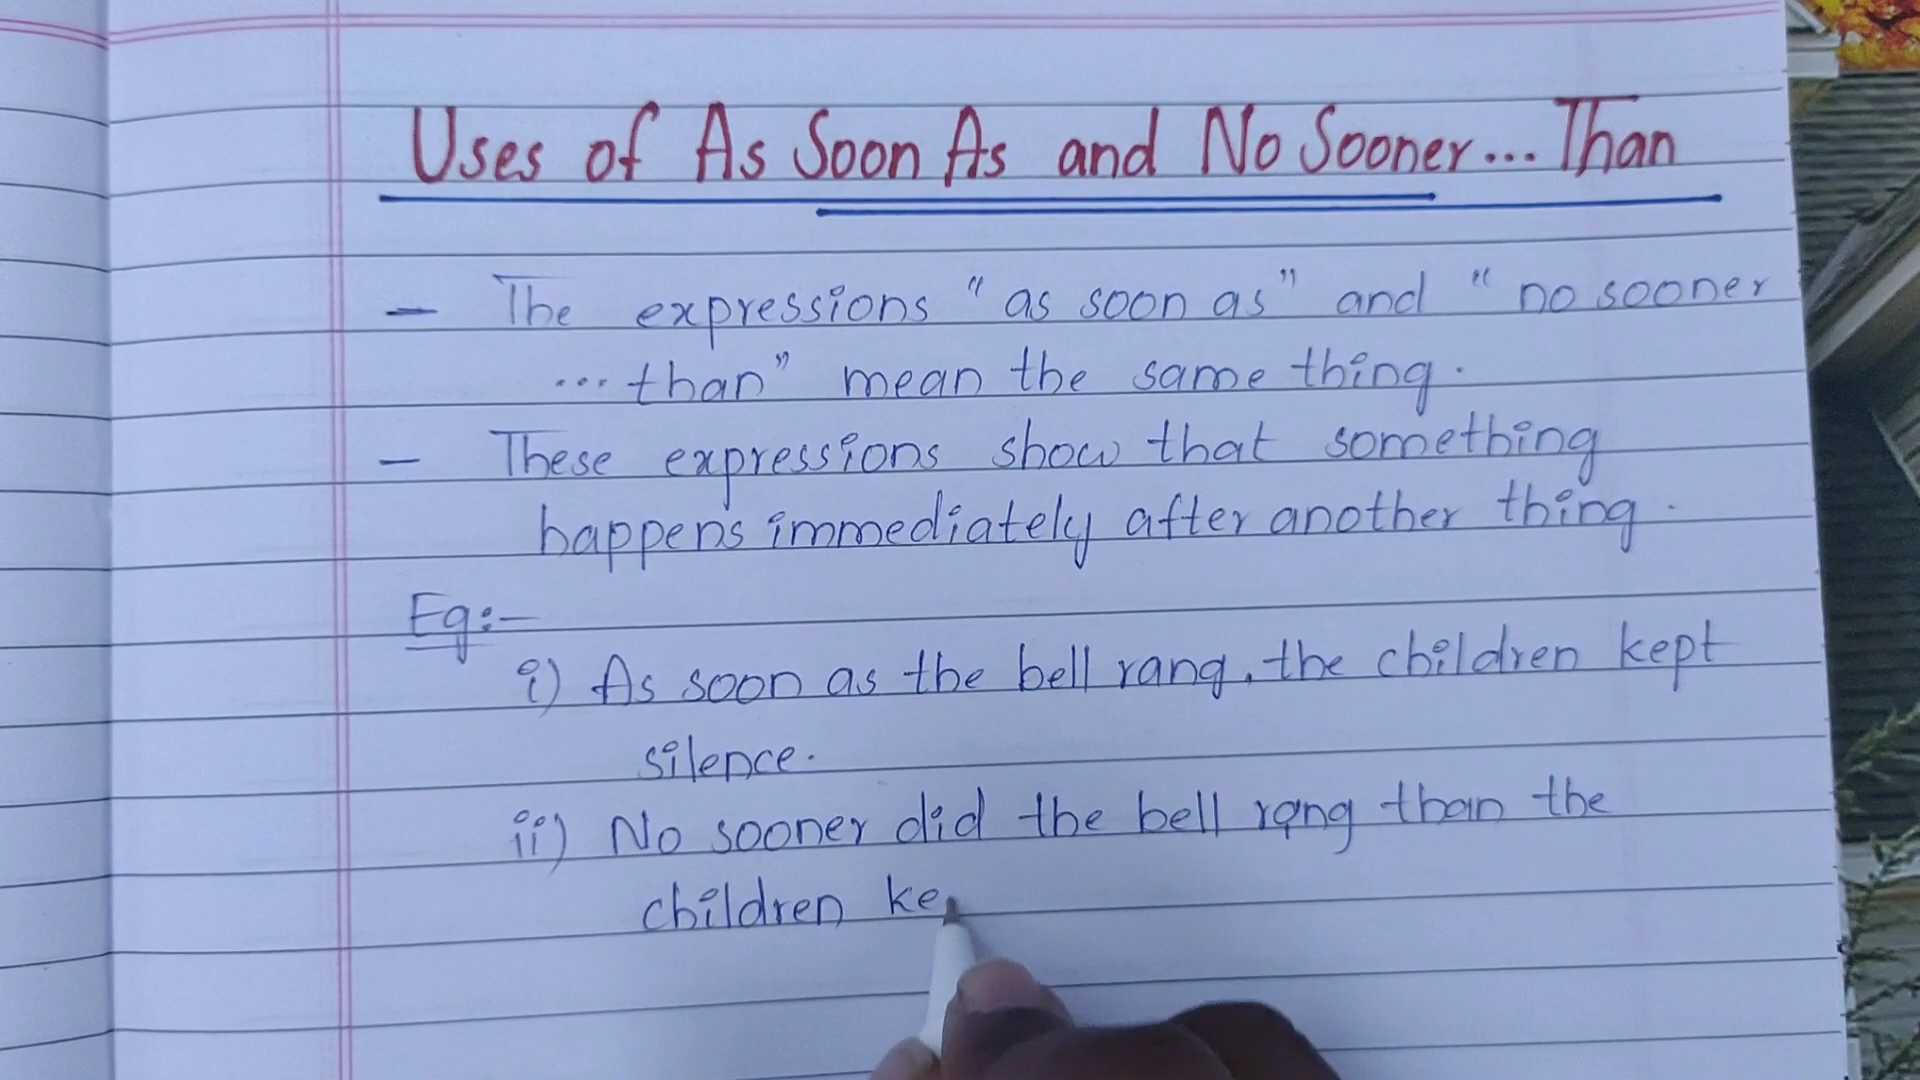 Uses of As Soon As and No Sooner... Than
— The expressions "as soon as" and "no sooner
...than" mean the same thing.
— These expressions show that something
happens immediately after another thing.
Eg:-
i) As soon as the bell rang, the children kept
silence.
ii) No sooner did the bell rang than the
children ke